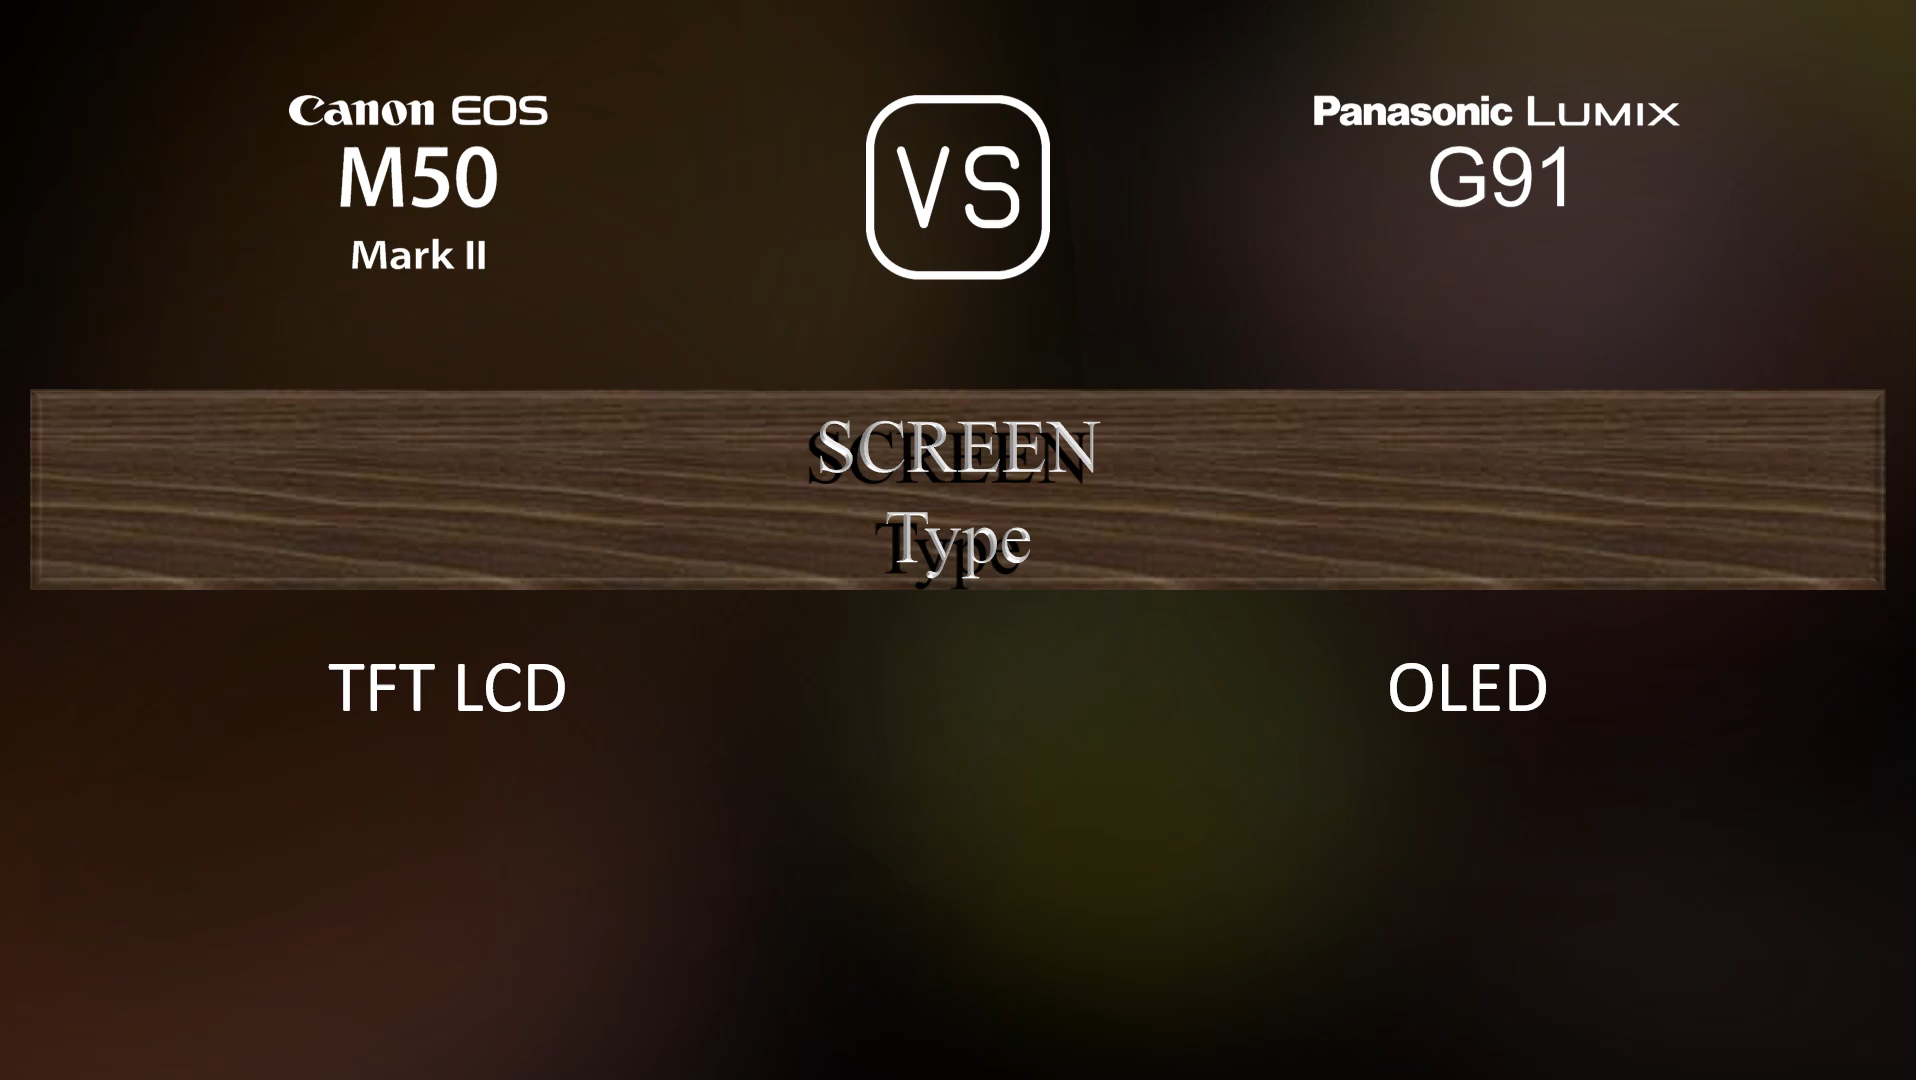 Canon EOS
M50
Mark II
VS
Panasonic LUMIX
G91
SCREEN
Type
TFT LCD
OLED